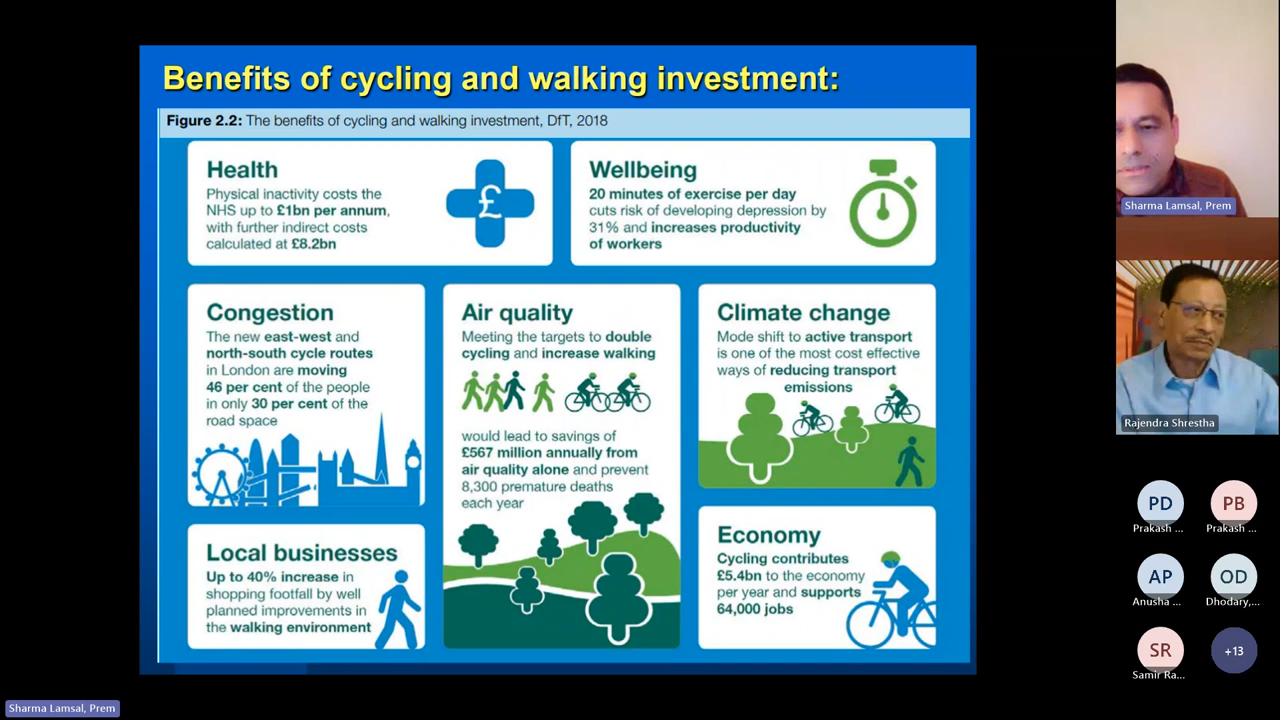 Benefits of cycling and walking investment:
Figure 2.2: The benefits of cycling and walking investment, DfT, 2018
Health
Physical inactivity costs the
NHS up to £1bn per annum,
with further indirect costs
calculated at £8.2bn
£
Wellbeing
20 minutes of exercise per day
cuts risk of developing depression by
31% and increases productivity
of workers
Congestion
The new east-west and
north-south cycle routes
in London are moving
46 per cent of the people
in only 30 per cent of the
road space
Air quality
Meeting the targets to double
cycling and increase walking
would lead to savings of
£567 million annually from
air quality alone and prevent
8,300 premature deaths
each year
Climate change
Mode shift to active transport
is one of the most cost effective
ways of reducing transport
emissions
Local businesses
Up to 40% increase in
shopping footfall by well
planned improvements in
the walking environment
Economy
Cycling contributes
£5.4bn to the economy
per year and supports
64,000 jobs
Sharma Lamsal, Prem
Rajendra Shrestha
PD
Prakash ...
PB
Prakash ...
AP
Anusha ...
OD
Dhodary,...
SR
Samir Ra...
+13
Sharma Lamsal, Prem